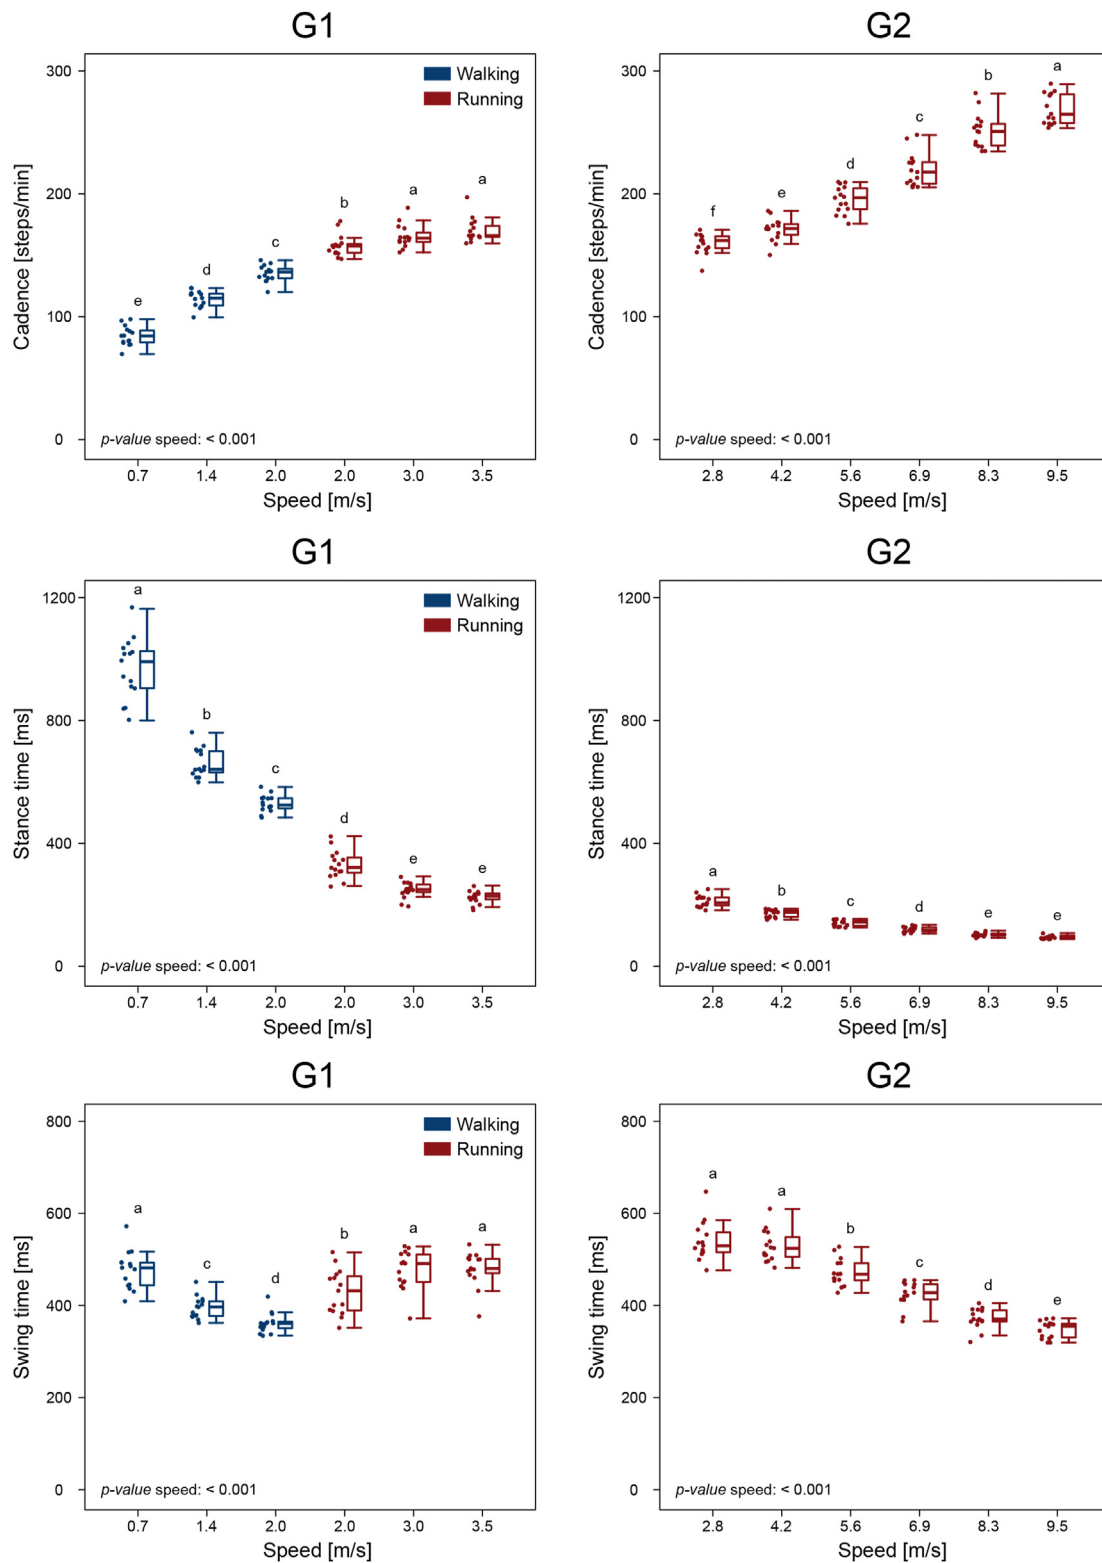 G1
G2
300
200
100
0
Cadence [steps/min]
Walking
Running
e
d
c
b
a
a
p-value speed: < 0.001
0.7 1.4 2.0 2.0 3.0 3.5
Speed [m/s]
300
200
100
0
Cadence [steps/min]
f
e
d
c
b
a
p-value speed: < 0.001
2.8 4.2 5.6 6.9 8.3 9.5
Speed [m/s]
G1
G2
1200
800
400
0
Stance time [ms]
Walking
Running
a
b
c
d
e
e
p-value speed: < 0.001
0.7 1.4 2.0 2.0 3.0 3.5
Speed [m/s]
1200
800
400
0
Stance time [ms]
a
b
c
d
e
e
p-value speed: < 0.001
2.8 4.2 5.6 6.9 8.3 9.5
Speed [m/s]
G1
G2
800
600
400
200
0
Swing time [ms]
Walking
Running
a
c
d
b
a
a
p-value speed: < 0.001
0.7 1.4 2.0 2.0 3.0 3.5
Speed [m/s]
800
600
400
200
0
Swing time [ms]
a
a
b
c
d
e
p-value speed: < 0.001
2.8 4.2 5.6 6.9 8.3 9.5
Speed [m/s]